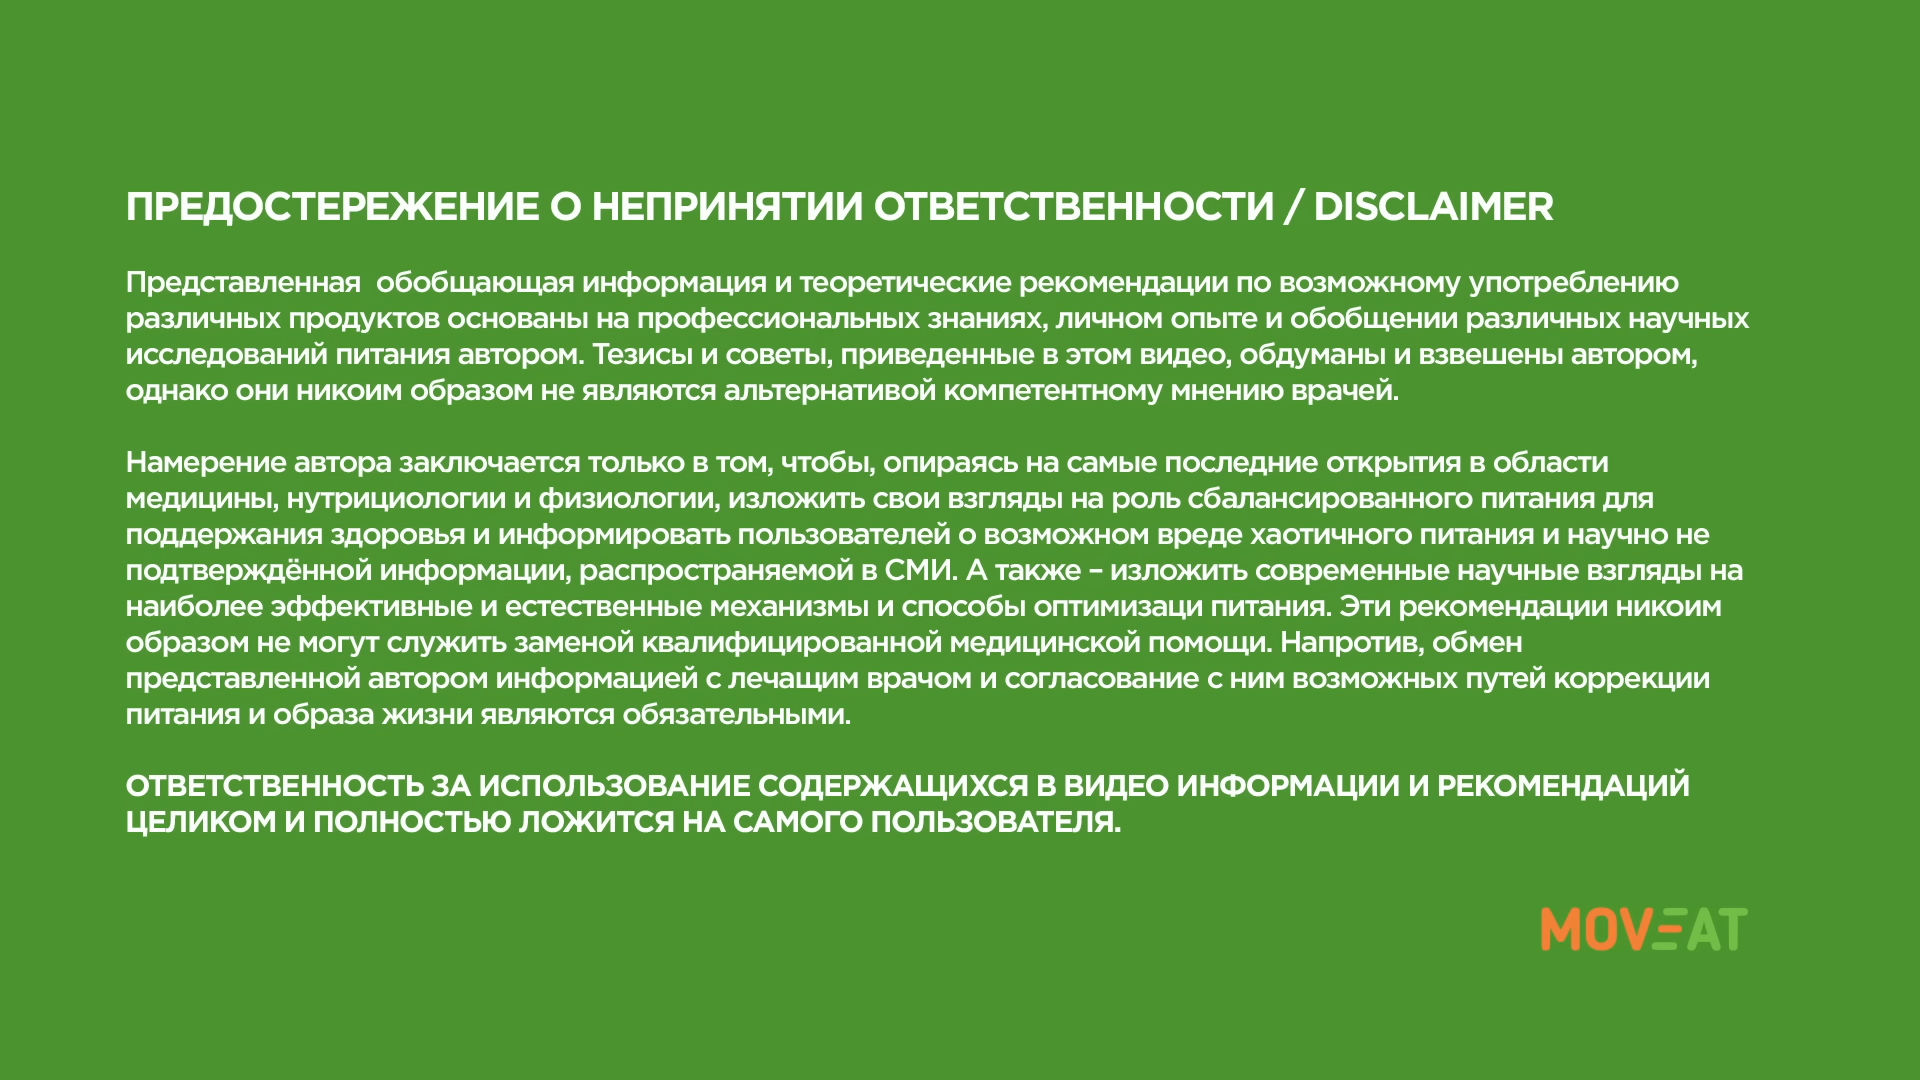 ПРЕДОСТЕРЕЖЕНИЕ О НЕПРИНЯТИИ ОТВЕТСТВЕННОСТИ / DISCLAIMER
Представленная  обобщающая информация и теоретические рекомендации по возможному употреблению
различных продуктов основаны на профессиональных знаниях, личном опыте и обобщении различных научных
исследований питания автором. Тезисы и советы, приведенные в этом видео, обдуманы и взвешены автором,
однако они никоим образом не являются альтернативой компетентному мнению врачей.
Намерение автора заключается только в том, чтобы, опираясь на самые последние открытия в области
медицины, нутрициологии и физиологии, изложить свои взгляды на роль сбалансированного питания для
поддержания здоровья и информировать пользователей о возможном вреде хаотичного питания и научно не
подтверждённой информации, распространяемой в СМИ. А также – изложить современные научные взгляды на
наиболее эффективные и естественные механизмы и способы оптимизаци питания. Эти рекомендации никоим
образом не могут служить заменой квалифицированной медицинской помощи. Напротив, обмен
представленной автором информацией с лечащим врачом и согласование с ним возможных путей коррекции
питания и образа жизни являются обязательными.
ОТВЕТСТВЕННОСТЬ ЗА ИСПОЛЬЗОВАНИЕ СОДЕРЖАЩИХСЯ В ВИДЕО ИНФОРМАЦИИ И РЕКОМЕНДАЦИЙ
ЦЕЛИКОМ И ПОЛНОСТЬЮ ЛОЖИТСЯ НА САМОГО ПОЛЬЗОВАТЕЛЯ.
MOVEAT